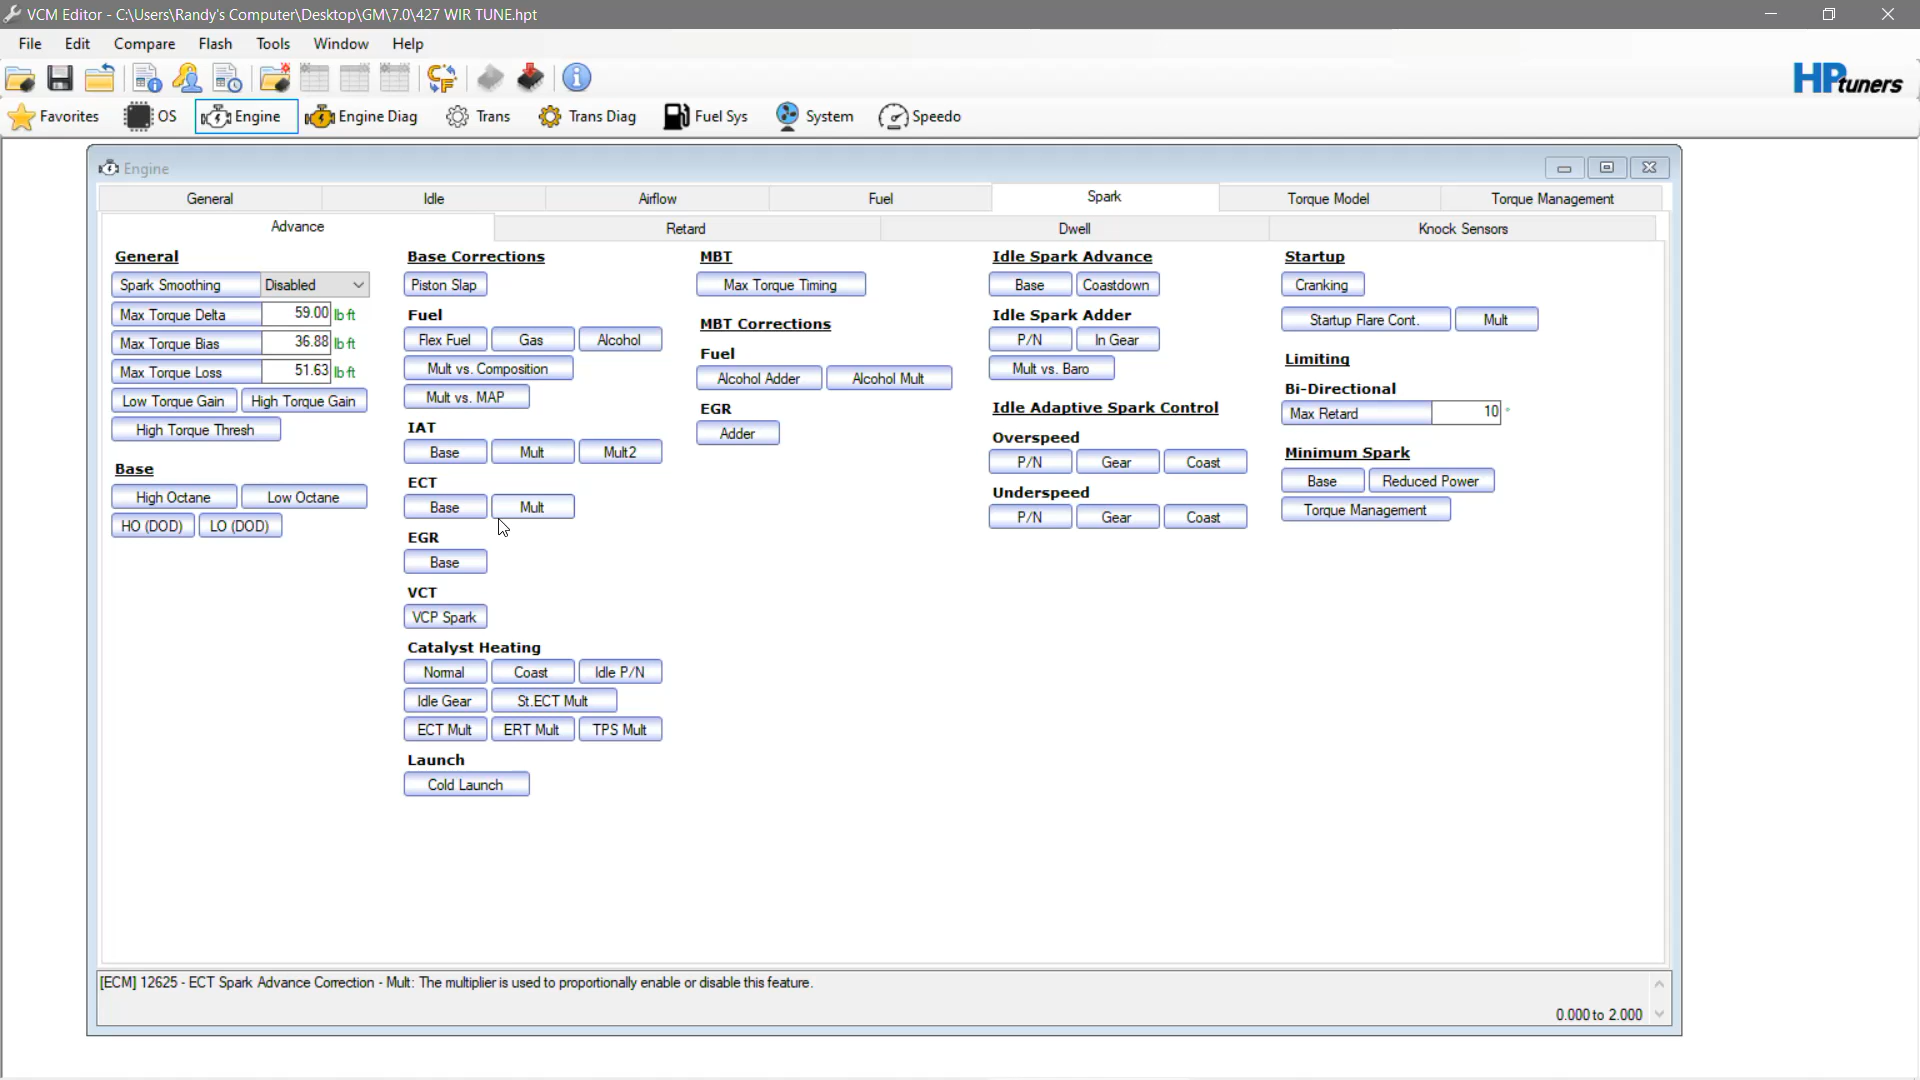 VCM Editor - C:\Users\Randy's Computer\Desktop\GM\7.0\427 WIR TUNE.hpt
File Edit Compare Flash Tools Window Help
HPtuners
Favorites OS Engine Engine Diag Trans Trans Diag Fuel Sys System Speedo
Engine
General Idle Airflow Fuel Spark Torque Model Torque Management
Advance Retard Dwell Knock Sensors
General
Spark Smoothing Disabled
Max Torque Delta 59.00 lb ft
Max Torque Bias 36.88 lb ft
Max Torque Loss 51.63 lb ft
Low Torque Gain High Torque Gain
High Torque Thresh
Base
High Octane Low Octane
HO (DOD) LO (DOD)
Base Corrections
Piston Slap
Fuel
Flex Fuel Gas Alcohol
Mult vs. Composition
Mult vs. MAP
IAT
Base Mult Mult2
ECT
Base Mult
EGR
Base
VCT
VCP Spark
Catalyst Heating
Normal Coast Idle P/N
Idle Gear St.ECT Mult
ECT Mult ERT Mult TPS Mult
Launch
Cold Launch
MBT
Max Torque Timing
MBT Corrections
Fuel
Alcohol Adder Alcohol Mult
EGR
Adder
Idle Spark Advance
Base Coastdown
Idle Spark Adder
P/N In Gear
Mult vs. Baro
Idle Adaptive Spark Control
Overspeed
P/N Gear Coast
Underspeed
P/N Gear Coast
Startup
Cranking
Startup Flare Cont. Mult
Limiting
Bi-Directional
Max Retard 10 °
Minimum Spark
Base Reduced Power
Torque Management
[ECM] 12625 - ECT Spark Advance Correction - Mult: The multiplier is used to proportionally enable or disable this feature.
0.000 to 2.000